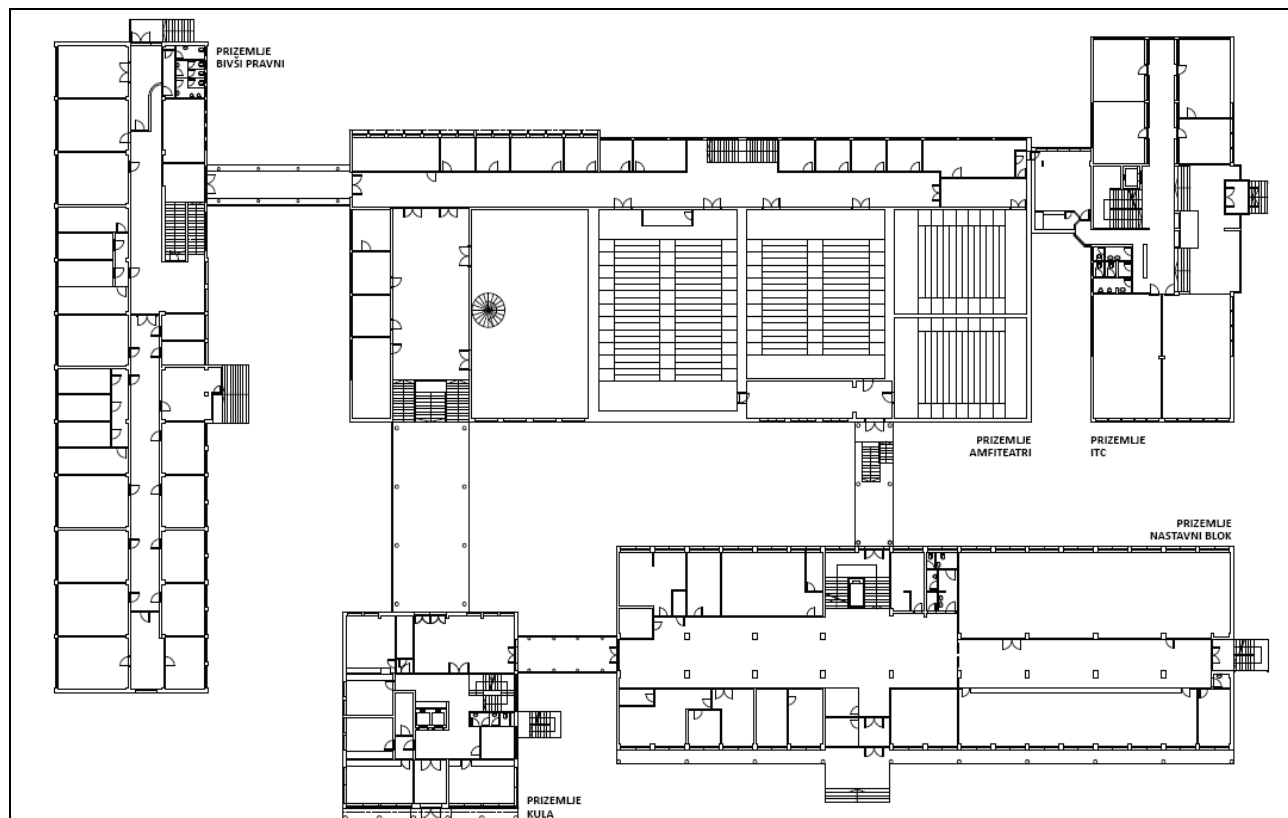 PRIZEMLJE
BIVŠI PRAVNI
PRIZEMLJE
AMFITEATRI
PRIZEMLJE
ITC
PRIZEMLJE
NASTAVNI BLOK
PRIZEMLJE
KULA